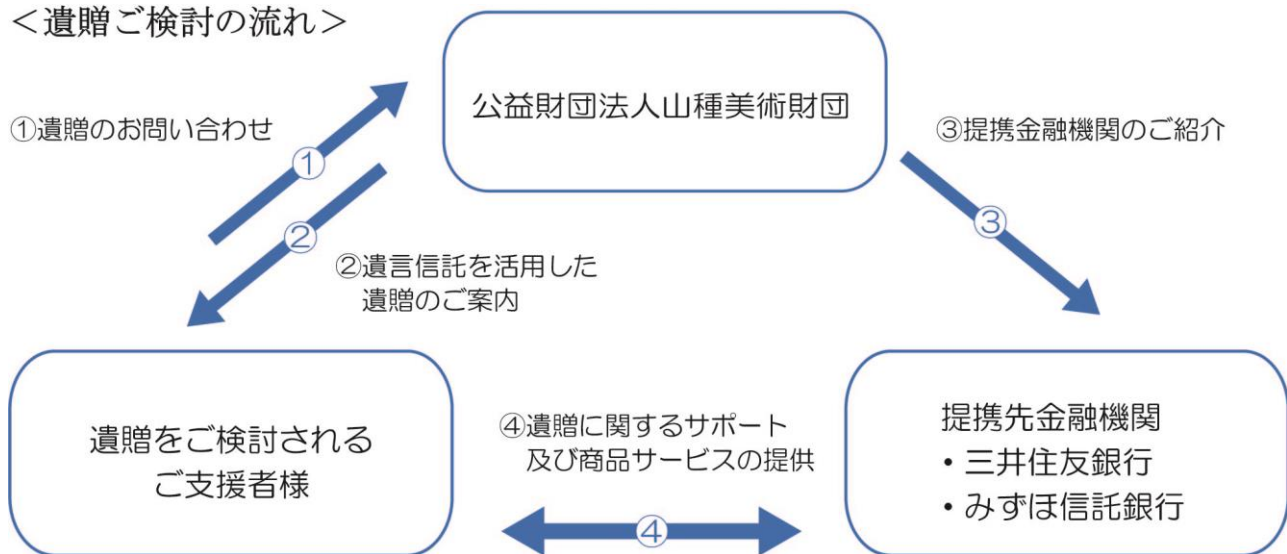 ＜遺贈ご検討の流れ＞
公益財団法人山種美術財団
①遺贈のお問い合わせ
③提携金融機関のご紹介
①
②
③
②遺言信託を活用した
遺贈のご案内
遺贈をご検討される
ご支援者様
④遺贈に関するサポート
及び商品サービスの提供
④
提携先金融機関
・三井住友銀行
・みずほ信託銀行